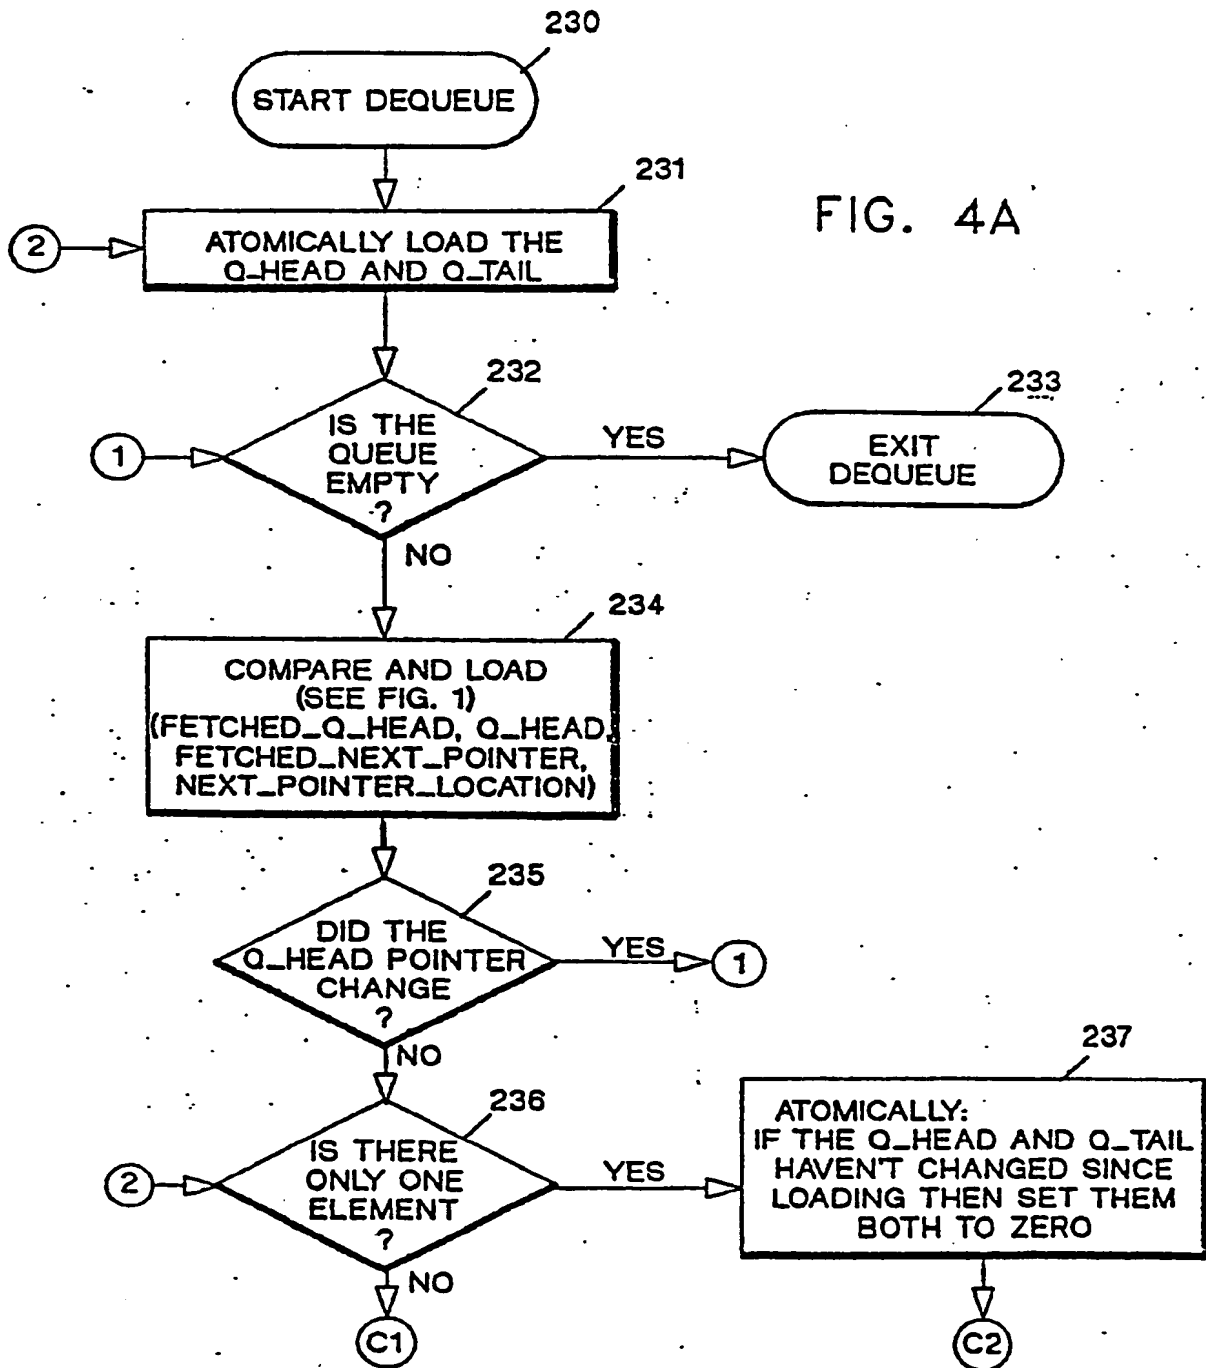 230
START DEQUEUE
231
FIG. 4A
2
ATOMICALLY LOAD THE
Q_HEAD AND Q_TAIL
232
233
1
IS THE
QUEUE
EMPTY
?
YES
EXIT
DEQUEUE
NO
234
COMPARE AND LOAD
(SEE FIG. 1)
(FETCHED_Q_HEAD, Q_HEAD,
FETCHED_NEXT_POINTER,
NEXT_POINTER_LOCATION)
235
DID THE
Q_HEAD POINTER
CHANGE
?
YES
1
NO
236
237
2
IS THERE
ONLY ONE
ELEMENT
?
YES
ATOMICALLY:
IF THE Q_HEAD AND Q_TAIL
HAVEN'T CHANGED SINCE
LOADING THEN SET THEM
BOTH TO ZERO
NO
C1
C2